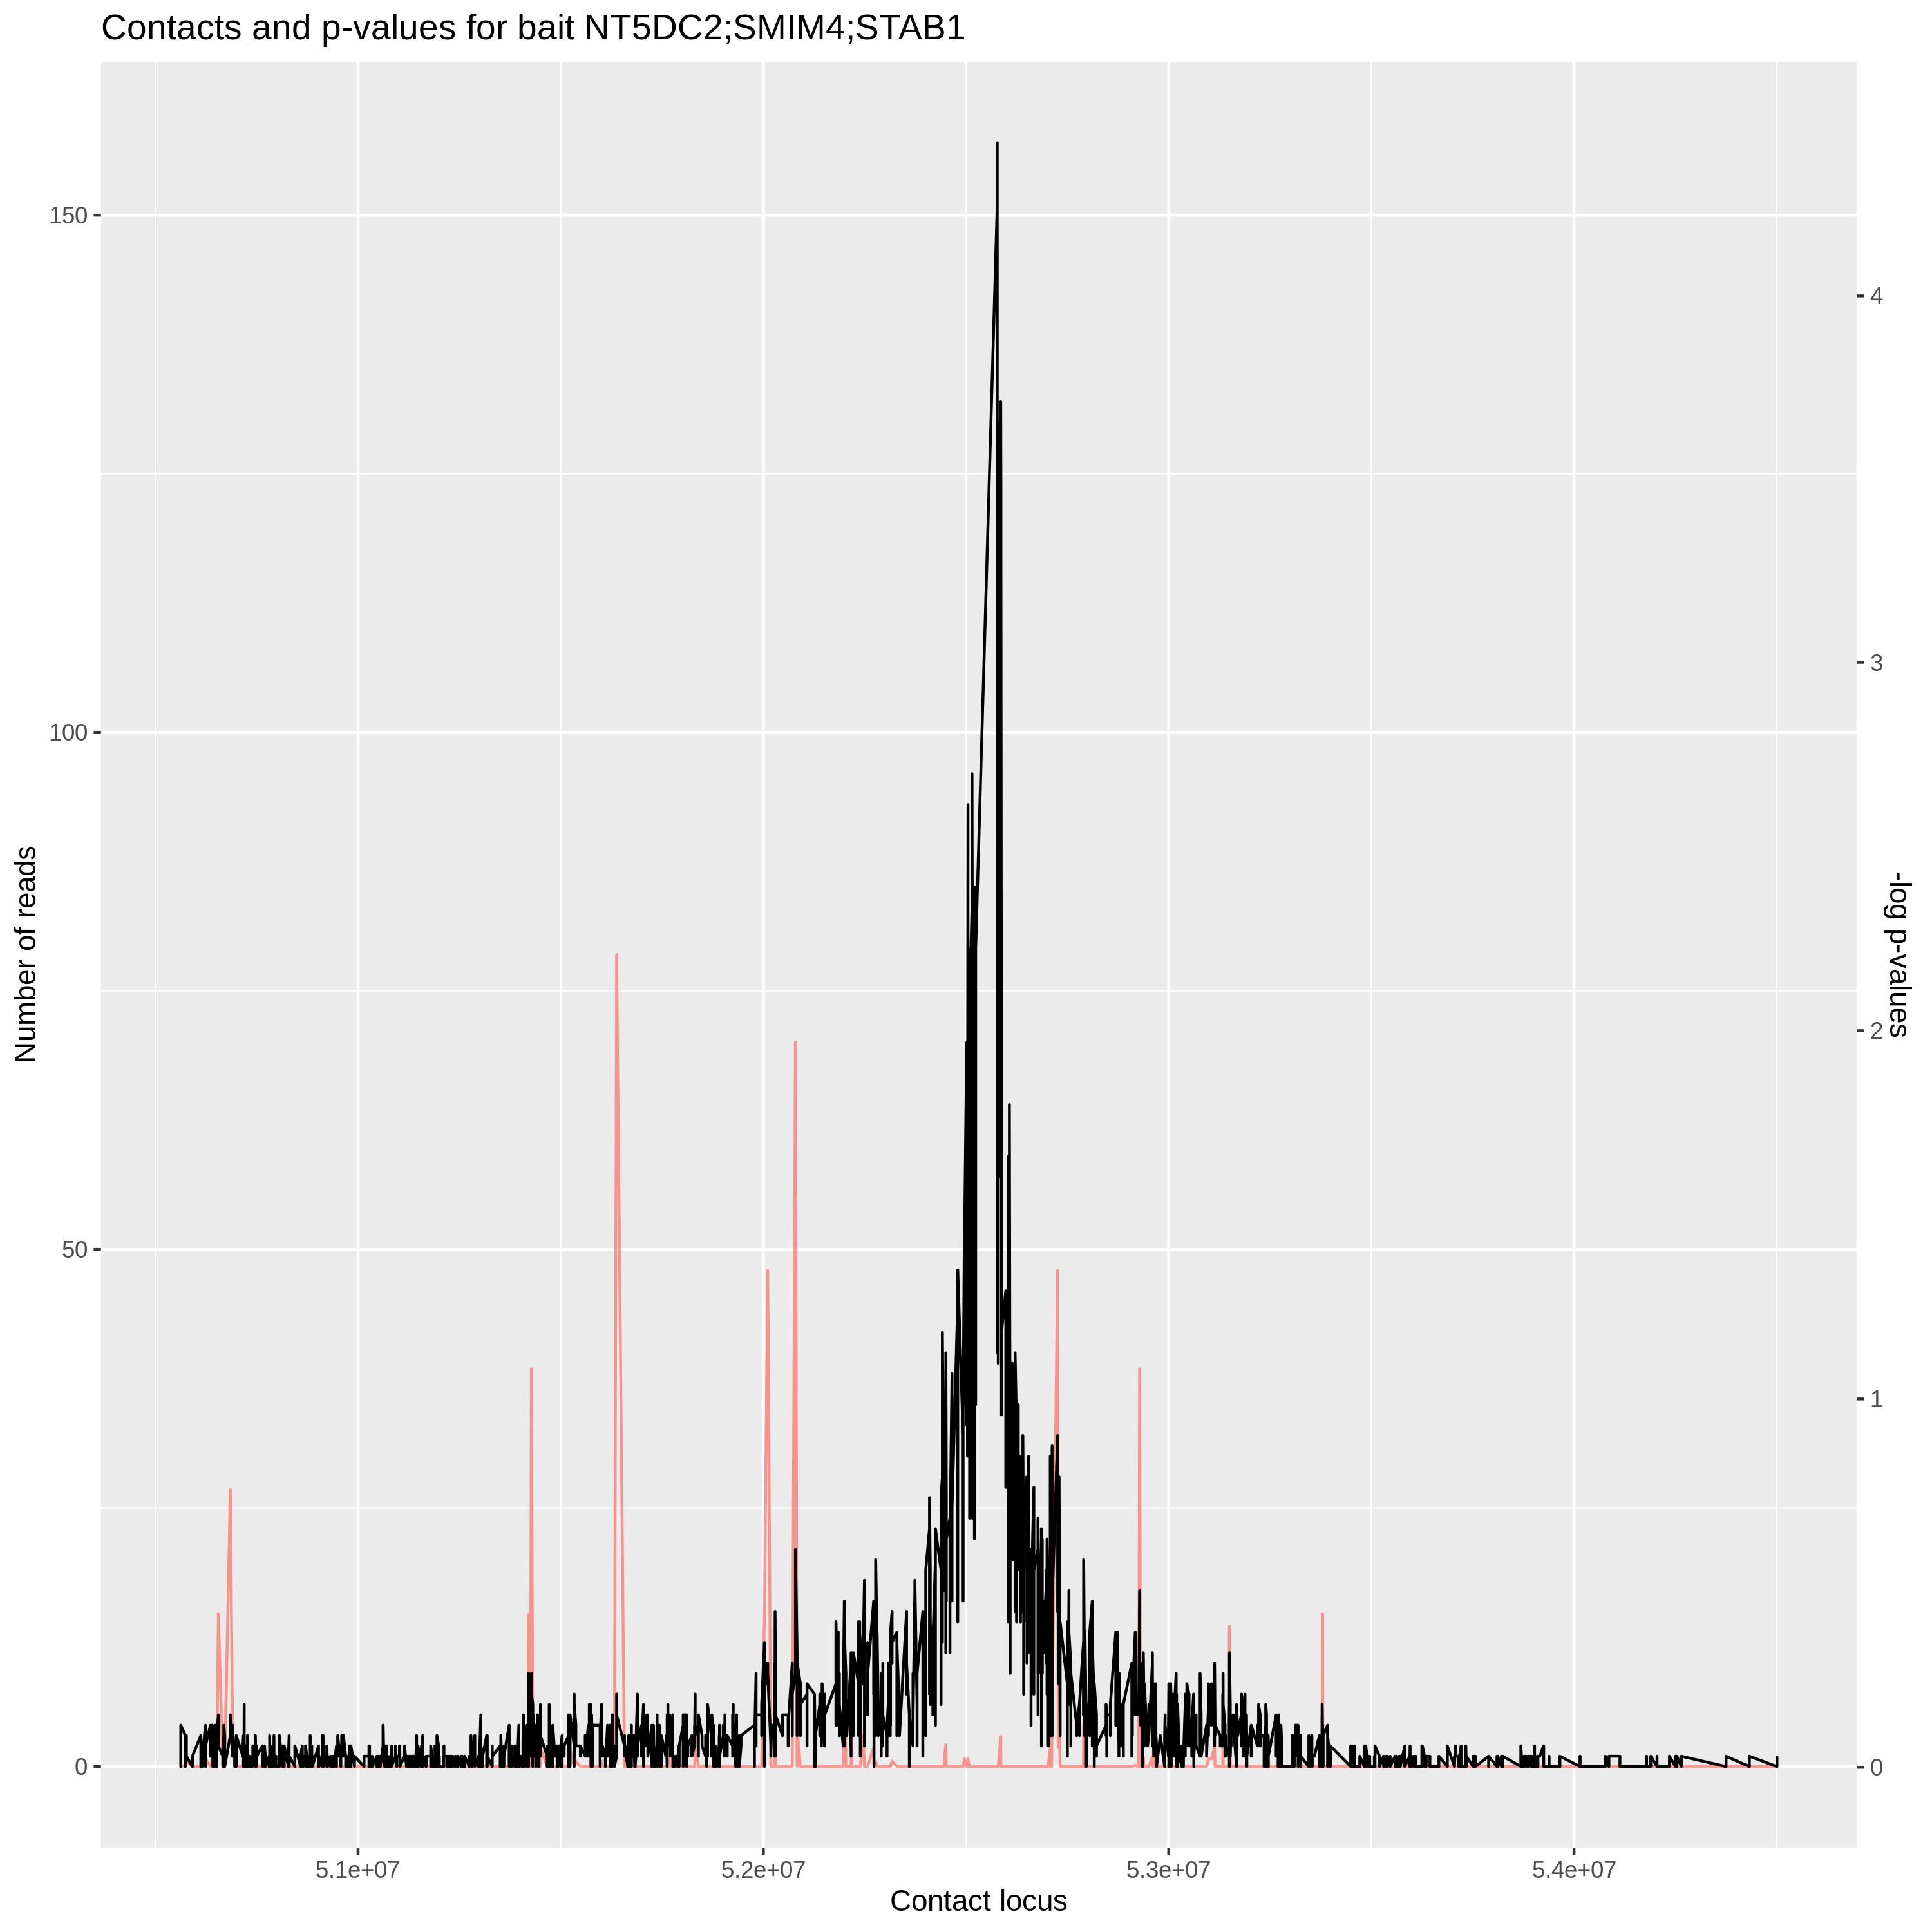 Contacts and p-values for bait NT5DC2;SMIM4;STAB1
150
100
50
0
Number of reads
4
3
2
1
0
-log p-values
5.1e+07
5.2e+07
5.3e+07
5.4e+07
Contact locus